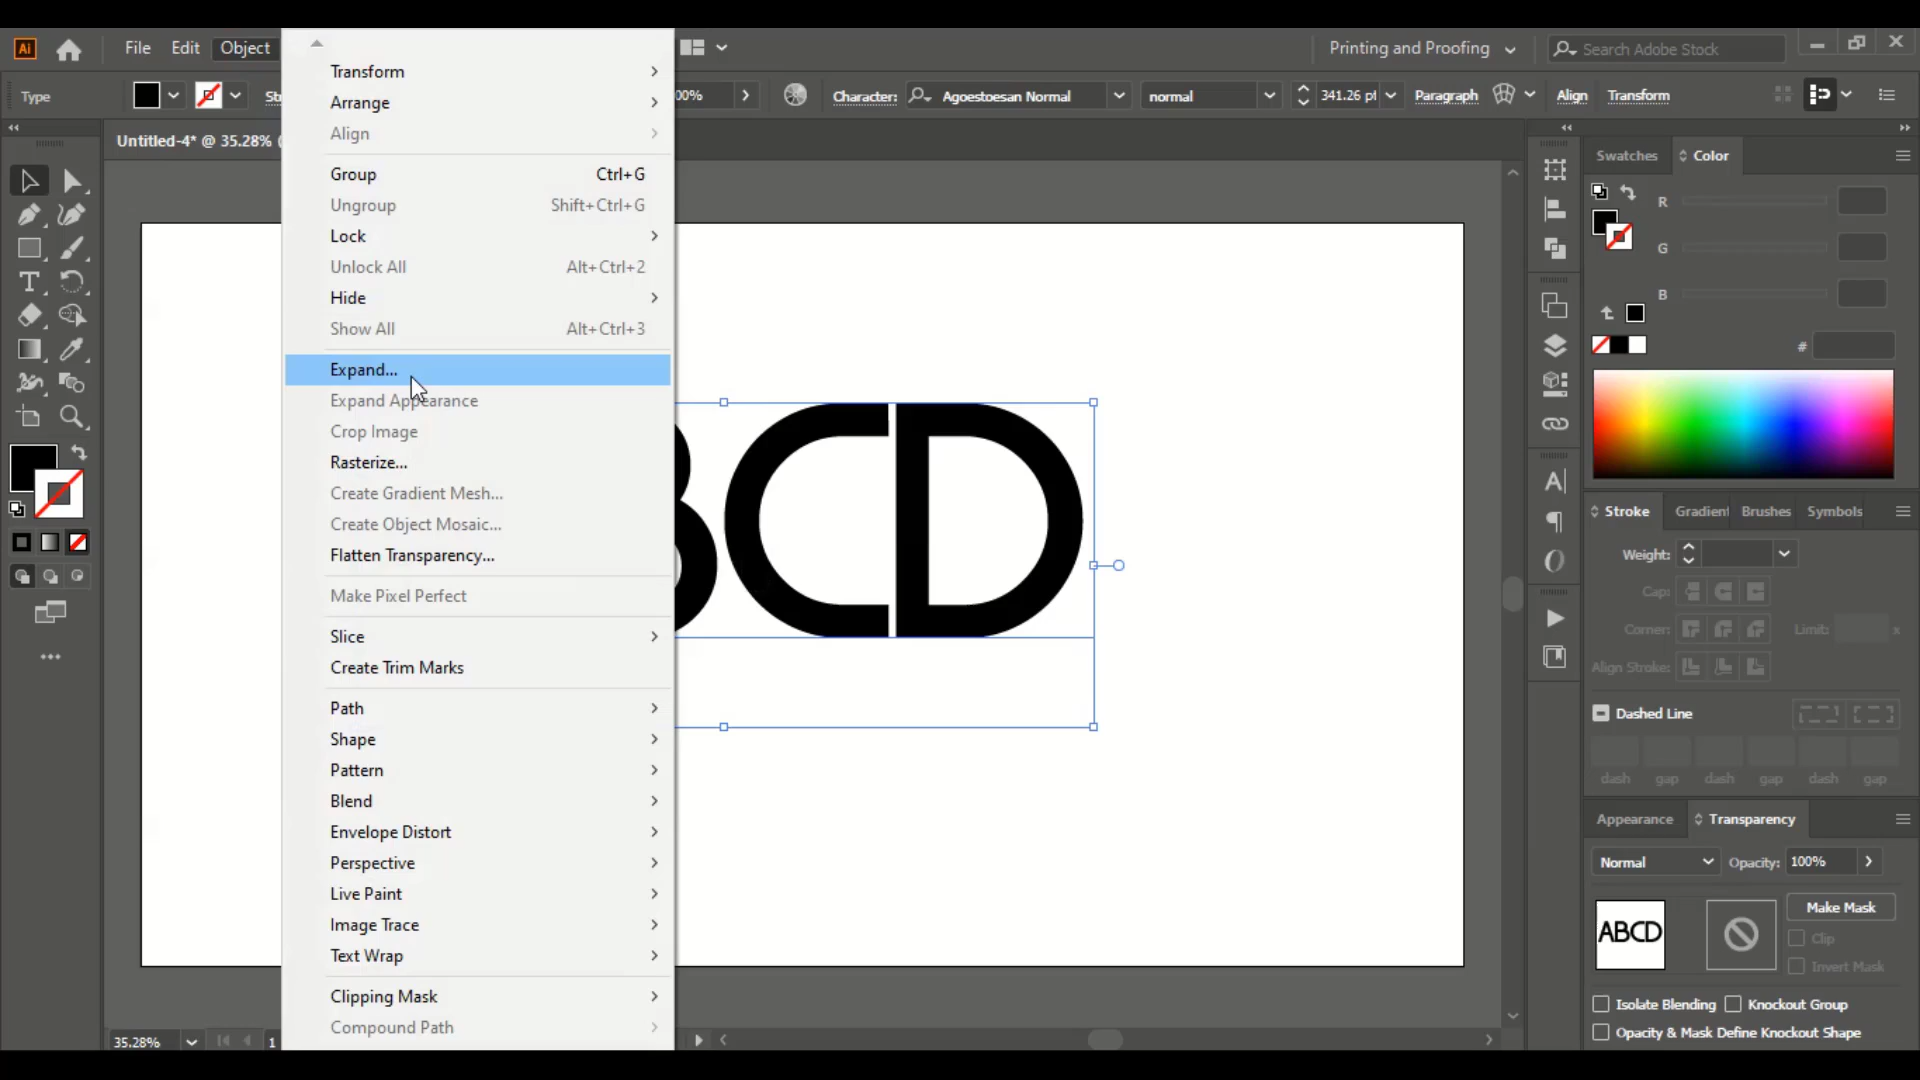 Ai File Edit Object Printing and Proofing Search Adobe Stock
Type 00% Character: Agoestoesan Normal normal 341.26 pt Paragraph Align Transform
Untitled-4* @ 35.28%
Transform
Arrange
Align
Group Ctrl+G
Ungroup Shift+Ctrl+G
Lock
Unlock All Alt+Ctrl+2
Hide
Show All Alt+Ctrl+3
Expand...
Expand Appearance
Crop Image
Rasterize...
Create Gradient Mesh...
Create Object Mosaic...
Flatten Transparency...
Make Pixel Perfect
Slice
Create Trim Marks
Path
Shape
Pattern
Blend
Envelope Distort
Perspective
Live Paint
Image Trace
Text Wrap
Clipping Mask
Compound Path
CD
35.28% 1
Swatches Color
R
G
B
#
Stroke Gradient Brushes Symbols
Weight:
Cap:
Corner: Limit: x
Align Stroke:
Dashed Line
dash gap dash gap dash gap
Appearance Transparency
Normal Opacity: 100%
ABCD
Make Mask
Clip
Invert Mask
Isolate Blending Knockout Group
Opacity & Mask Define Knockout Shape